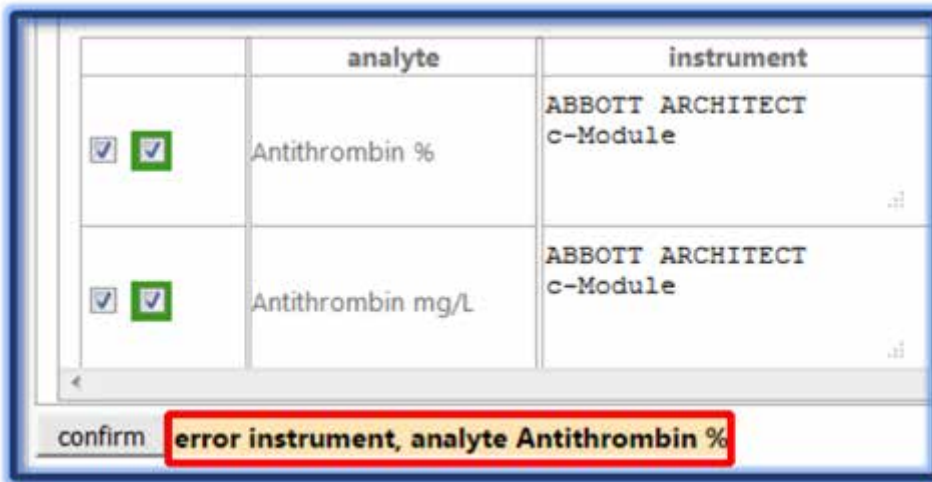 analyte instrument
Antithrombin %
ABBOTT ARCHITECT
c-Module
Antithrombin mg/L
ABBOTT ARCHITECT
c-Module
confirm error instrument, analyte Antithrombin %